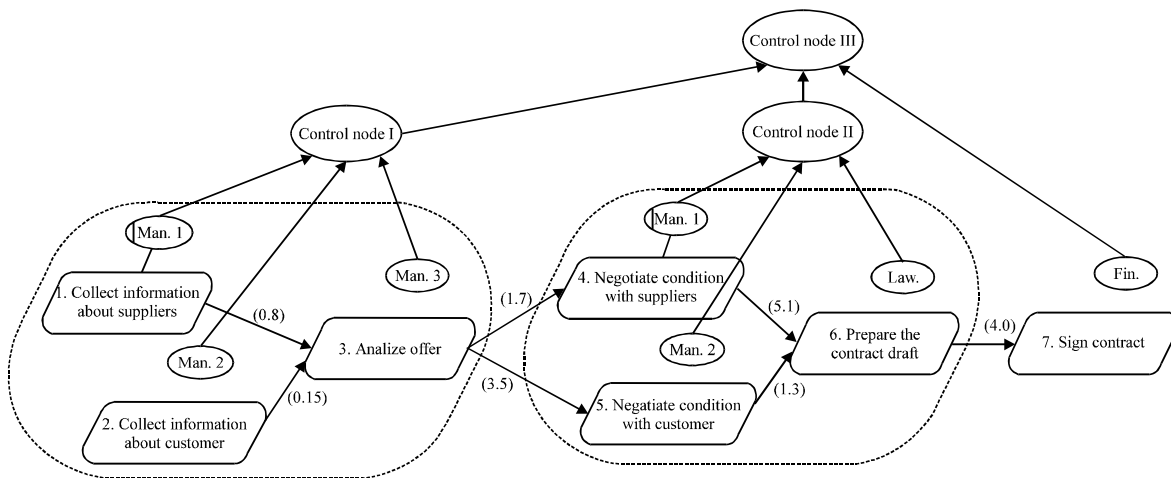 Control node III
Control node I
Control node II
Man. 1
Man. 1
Man. 3
Law.
Fin.
1. Collect information
about suppliers
4. Negotiate condition
with suppliers
(1.7)
(0.8)
(5.1)
Man. 2
3. Analize offer
Man. 2
6. Prepare the
contract draft
(4.0)
7. Sign contract
(3.5)
(0.15)
(1.3)
2. Collect information
about customer
5. Negatiate condition
with customer